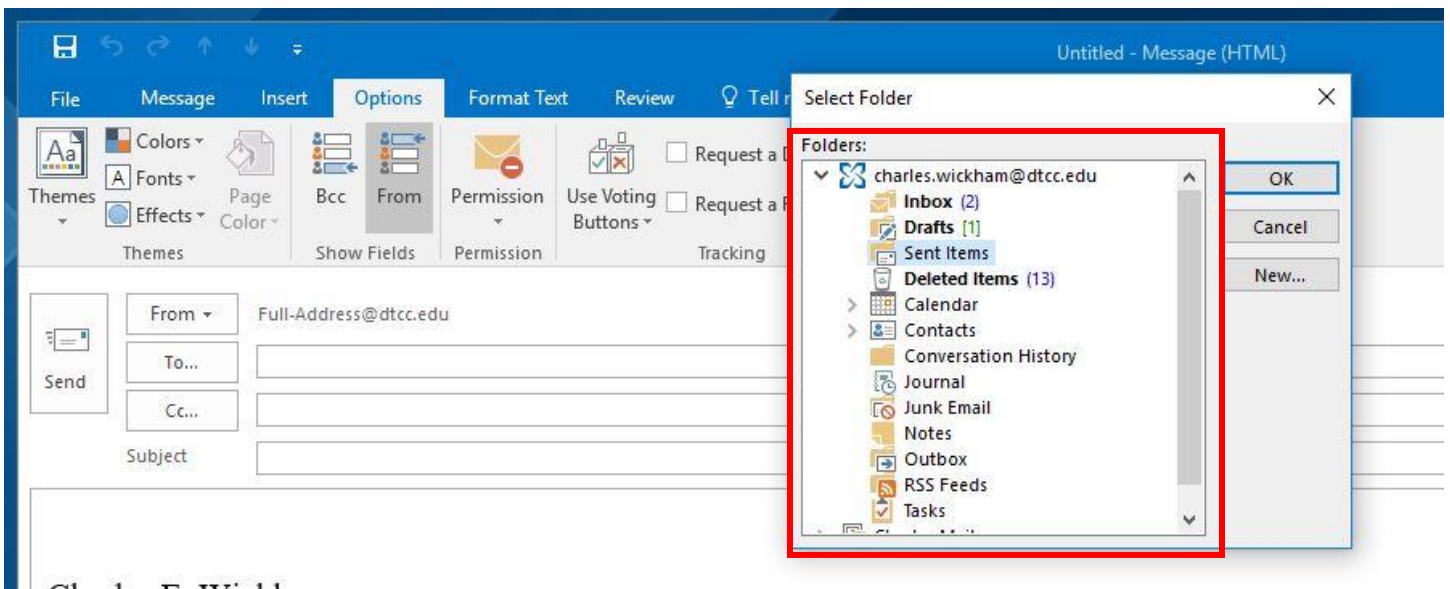 Untitled - Message (HTML)
File Message Insert Options Format Text Review Tell
Select Folder
Themes
Colors
Fonts
Effects
Page Color
Themes
Bcc
From
Show Fields
Permission
Permission
Use Voting Buttons
Request a
Request a
Tracking
Folders:
charles.wickham@dtcc.edu
Inbox (2)
Drafts [1]
Sent Items
Deleted Items (13)
Calendar
Contacts
Conversation History
Journal
Junk Email
Notes
Outbox
RSS Feeds
Tasks
OK
Cancel
New...
Send
From
Full-Address@dtcc.edu
To...
Cc...
Subject